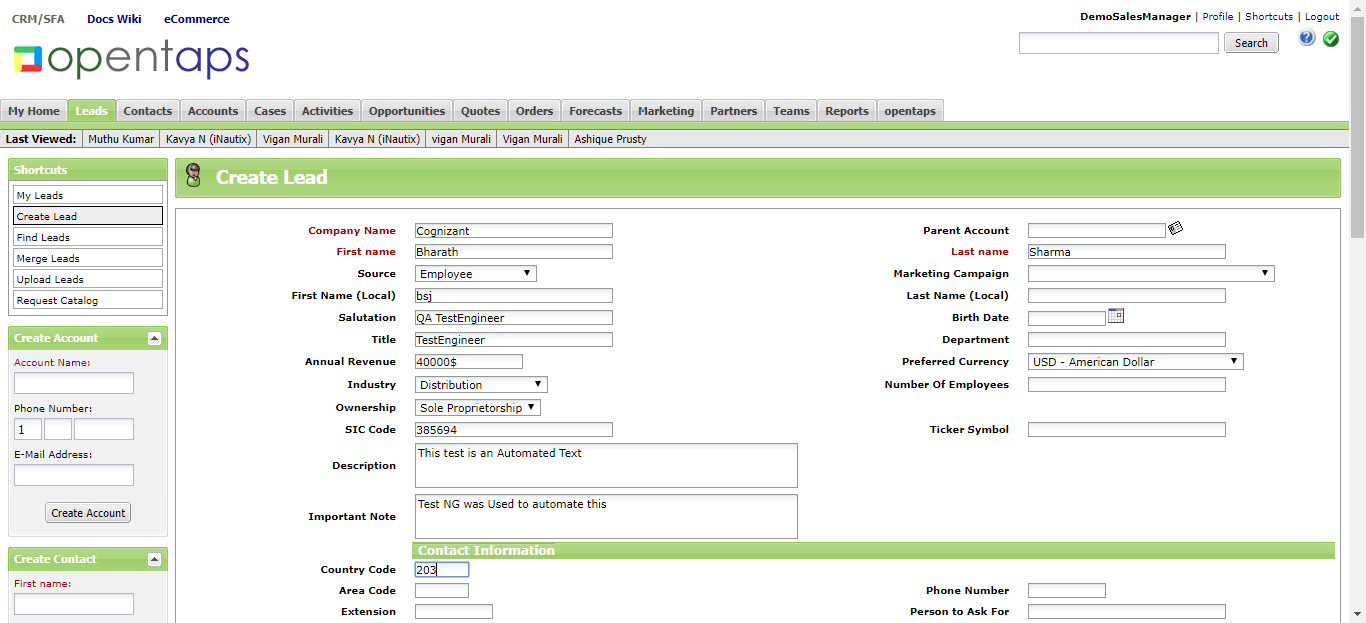 CRM/SFA Docs Wiki eCommerce
DemoSalesManager | Profile | Shortcuts | Logout
opentaps
Search
?
My Home Leads Contacts Accounts Cases Activities Opportunities Quotes Orders Forecasts Marketing Partners Teams Reports opentaps
Last Viewed: Muthu Kumar Kavya N (iNautix) Vigan Murali Kavya N (iNautix) vigan Murali Vigan Murali Ashique Prusty
Shortcuts
My Leads
Create Lead
Find Leads
Merge Leads
Upload Leads
Request Catalog
Create Account
Account Name:
Phone Number:
1
E-Mail Address:
Create Account
Create Contact
First name:
Create Lead
Company Name Cognizant Parent Account
First name Bharath Last name Sharma
Source Employee Marketing Campaign
First Name (Local) bsj Last Name (Local)
Salutation QA TestEngineer Birth Date
Title TestEngineer Department
Annual Revenue 40000$ Preferred Currency USD - American Dollar
Industry Distribution Number Of Employees
Ownership Sole Proprietorship
SIC Code 385694 Ticker Symbol
Description This test is an Automated Text
Important Note Test NG was Used to automate this
Contact Information
Country Code 203
Area Code Phone Number
Extension Person to Ask For